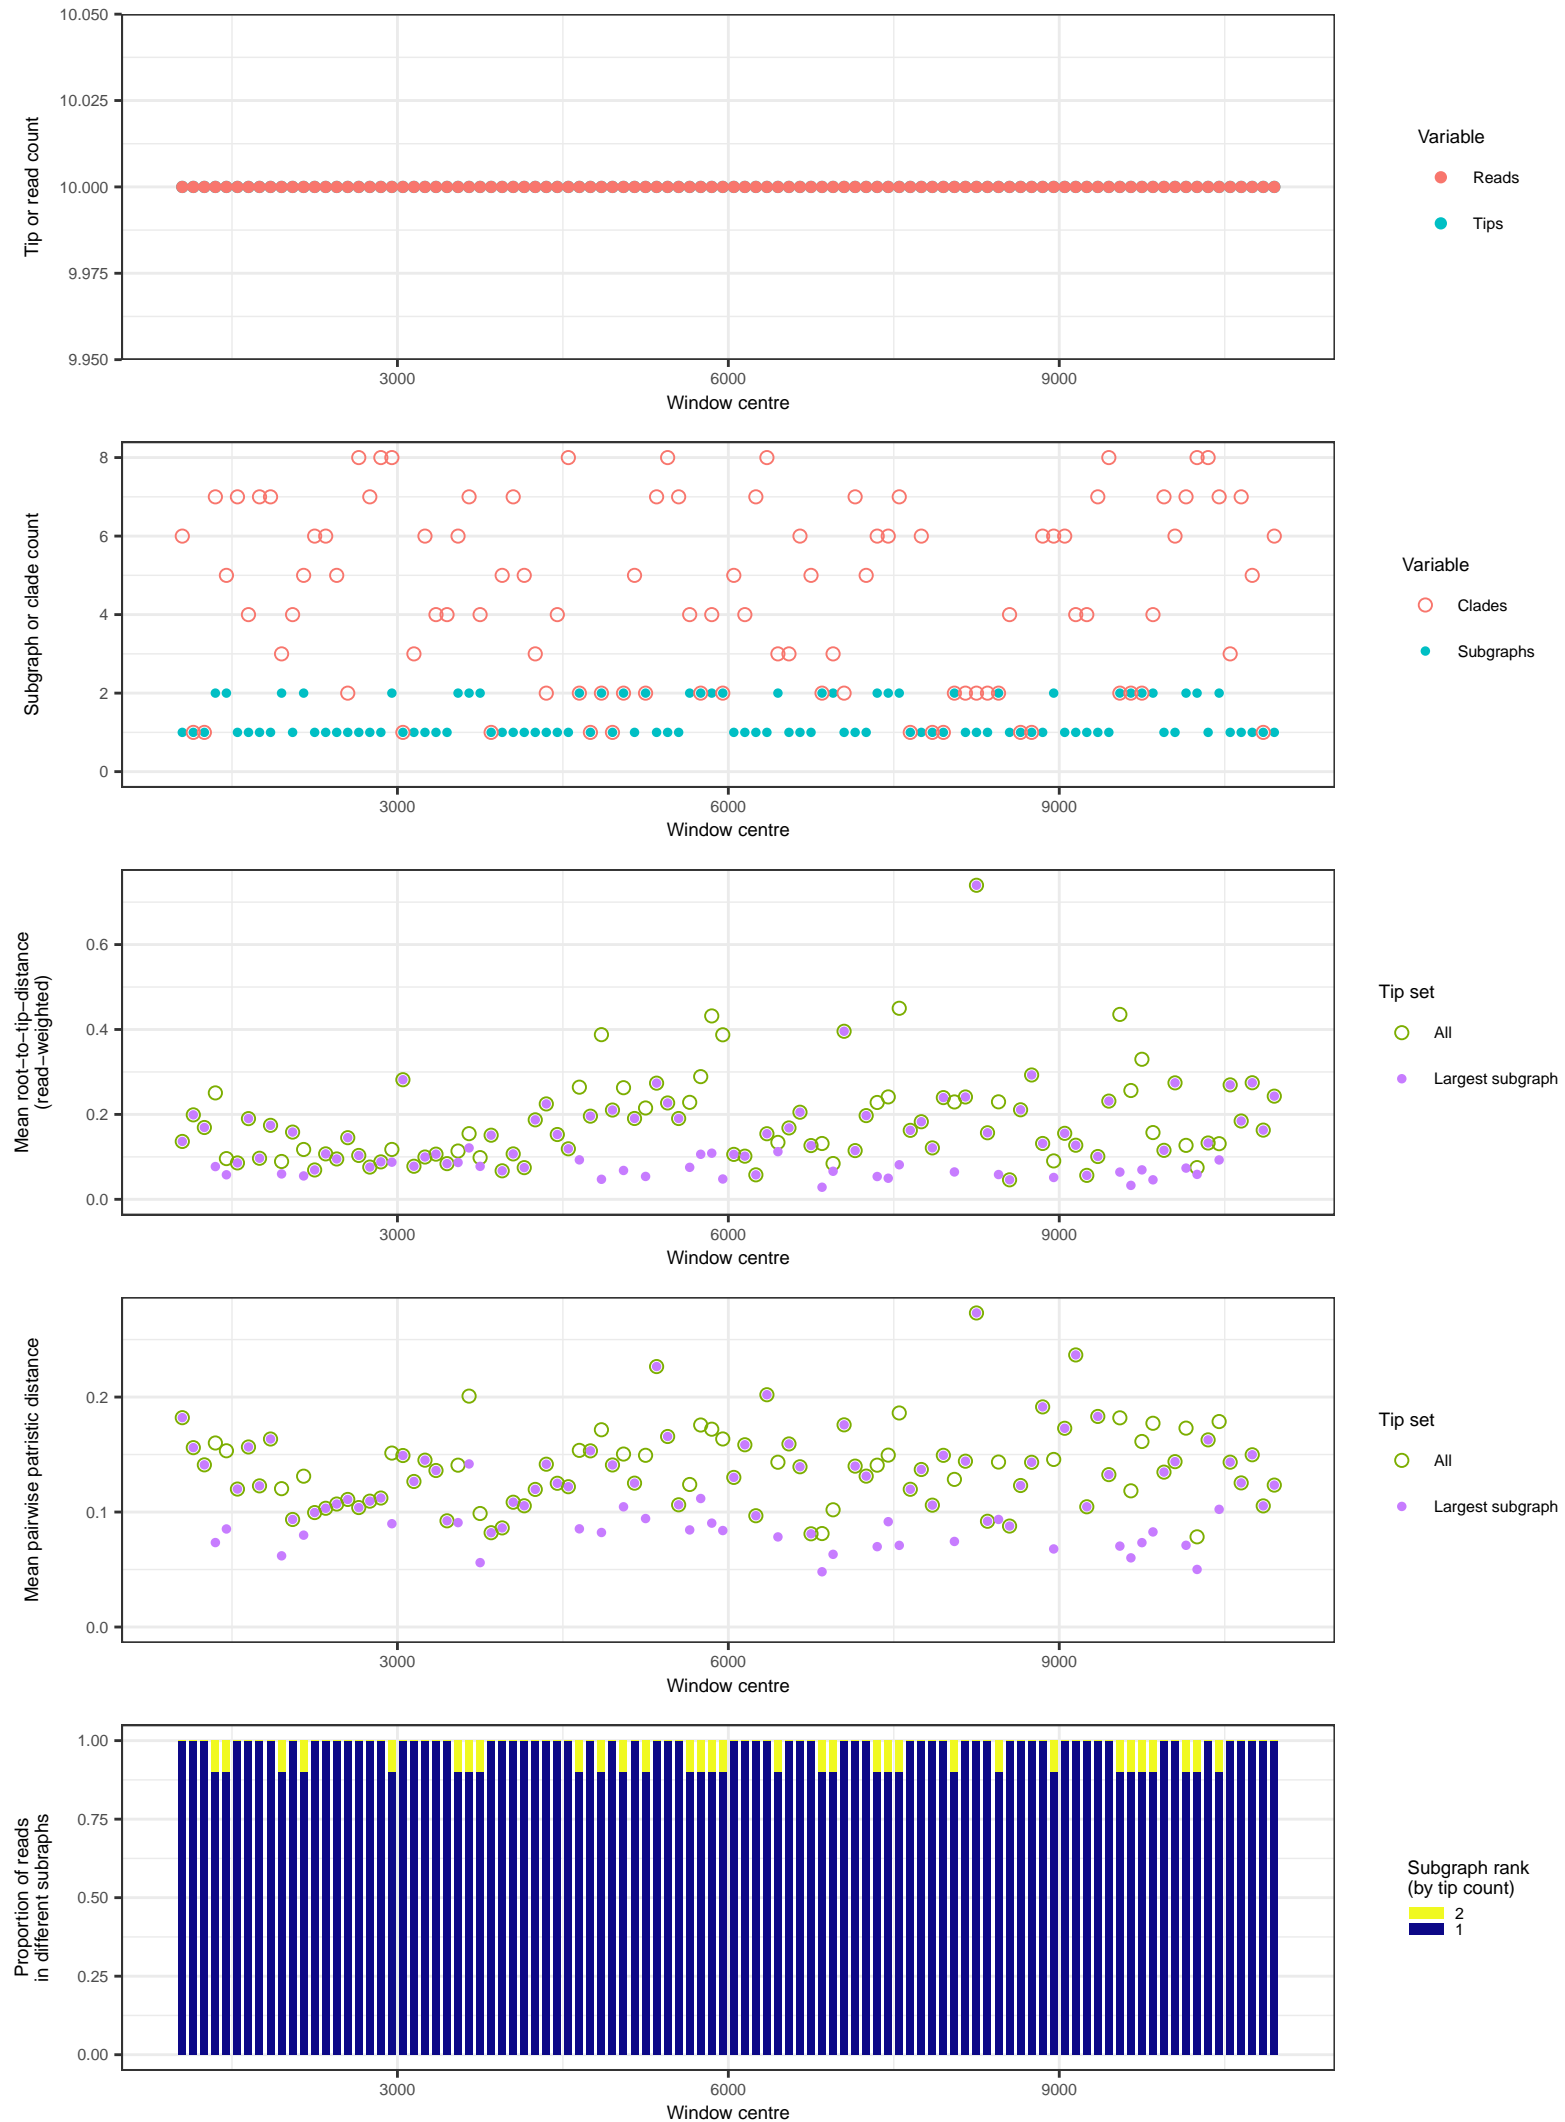 10.050
10.025
10.000
9.975
9.950
Tip or read count
3000 6000 9000
Window centre
Variable
Reads
Tips
8
6
4
2
0
Subgraph or clade count
3000 6000 9000
Window centre
Variable
Clades
Subgraphs
0.6
0.4
0.2
0.0
Mean root−to−tip−distance
(read−weighted)
3000 6000 9000
Window centre
Tip set
All
Largest subgraph
0.2
0.1
0.0
Mean pairwise patristic distance
3000 6000 9000
Window centre
Tip set
All
Largest subgraph
1.00
0.75
0.50
0.25
0.00
Proportion of reads
in different subraphs
3000 6000 9000
Window centre
Subgraph rank
(by tip count)
2
1